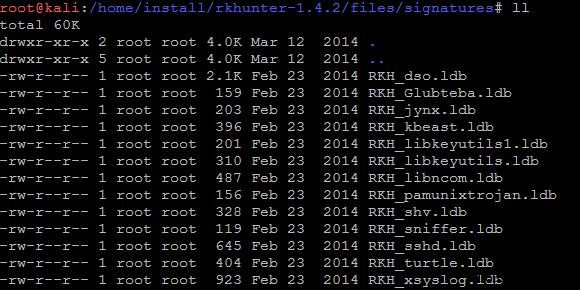 root@kali:/home/install/rkhunter-1.4.2/files/signatures# ll
total 60K
drwxr-xr-x 2 root root 4.0K Mar 12  2014 .
drwxr-xr-x 5 root root 4.0K Mar 12  2014 ..
-rw-r--r-- 1 root root 2.1K Feb 23  2014 RKH_dso.ldb
-rw-r--r-- 1 root root  159 Feb 23  2014 RKH_Glubteba.ldb
-rw-r--r-- 1 root root  203 Feb 23  2014 RKH_jynx.ldb
-rw-r--r-- 1 root root  396 Feb 23  2014 RKH_kbeast.ldb
-rw-r--r-- 1 root root  201 Feb 23  2014 RKH_libkeyutils1.ldb
-rw-r--r-- 1 root root  310 Feb 23  2014 RKH_libkeyutils.ldb
-rw-r--r-- 1 root root  487 Feb 23  2014 RKH_libncom.ldb
-rw-r--r-- 1 root root  156 Feb 23  2014 RKH_pamunixtrojan.ldb
-rw-r--r-- 1 root root  328 Feb 23  2014 RKH_shv.ldb
-rw-r--r-- 1 root root  119 Feb 23  2014 RKH_sniffer.ldb
-rw-r--r-- 1 root root  645 Feb 23  2014 RKH_sshd.ldb
-rw-r--r-- 1 root root  404 Feb 23  2014 RKH_turtle.ldb
-rw-r--r-- 1 root root  923 Feb 23  2014 RKH_xsyslog.ldb